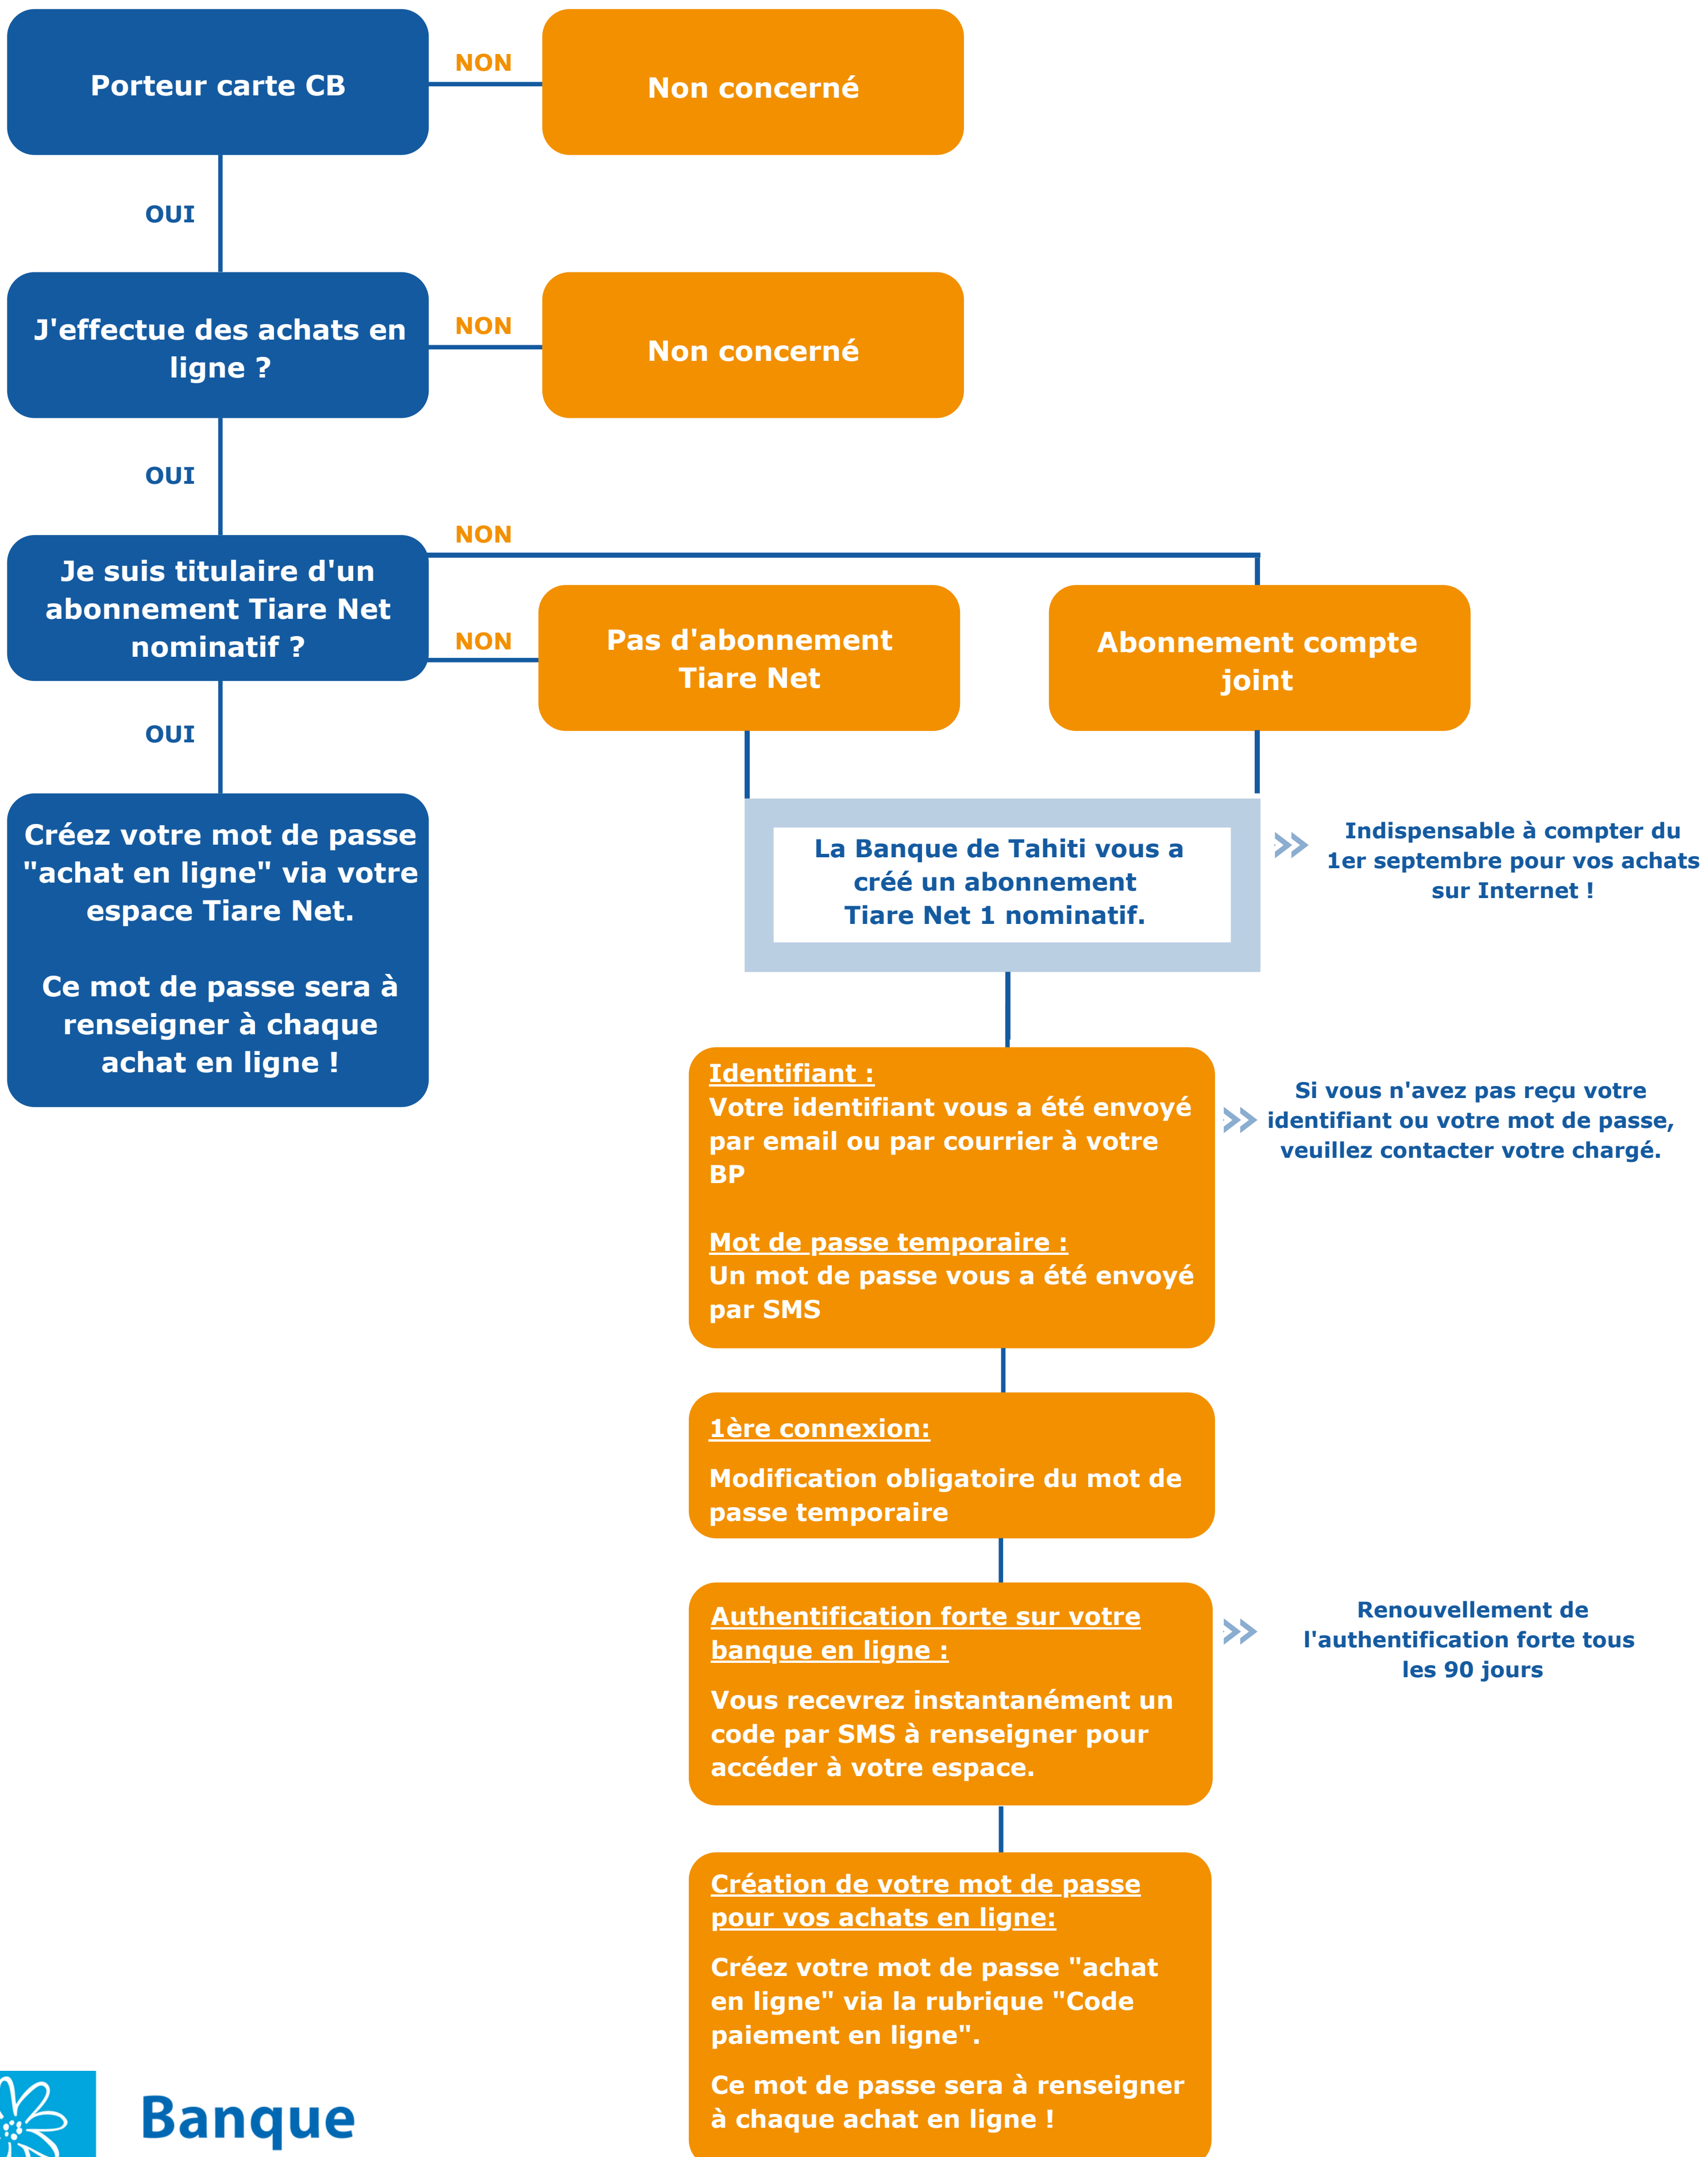 Porteur carte CB
NON
Non concerné
OUI
J'effectue des achats en
ligne ?
NON
Non concerné
OUI
NON
Je suis titulaire d'un
abonnement Tiare Net
nominatif ?
NON
Pas d'abonnement
Tiare Net
Abonnement compte
joint
OUI
Créez votre mot de passe
"achat en ligne" via votre
espace Tiare Net.
Ce mot de passe sera à
renseigner à chaque
achat en ligne !
La Banque de Tahiti vous a
créé un abonnement
Tiare Net 1 nominatif.
Indispensable à compter du
1er septembre pour vos achats
sur Internet !
Identifiant :
Votre identifiant vous a été envoyé
par email ou par courrier à votre
BP
Mot de passe temporaire :
Un mot de passe vous a été envoyé
par SMS
Si vous n'avez pas reçu votre
identifiant ou votre mot de passe,
veuillez contacter votre chargé.
1ère connexion:
Modification obligatoire du mot de
passe temporaire
Authentification forte sur votre
banque en ligne :
Vous recevrez instantanément un
code par SMS à renseigner pour
accéder à votre espace.
Renouvellement de
l'authentification forte tous
les 90 jours
Création de votre mot de passe
pour vos achats en ligne:
Créez votre mot de passe "achat
en ligne" via la rubrique "Code
paiement en ligne".
Ce mot de passe sera à renseigner
à chaque achat en ligne !
Banque